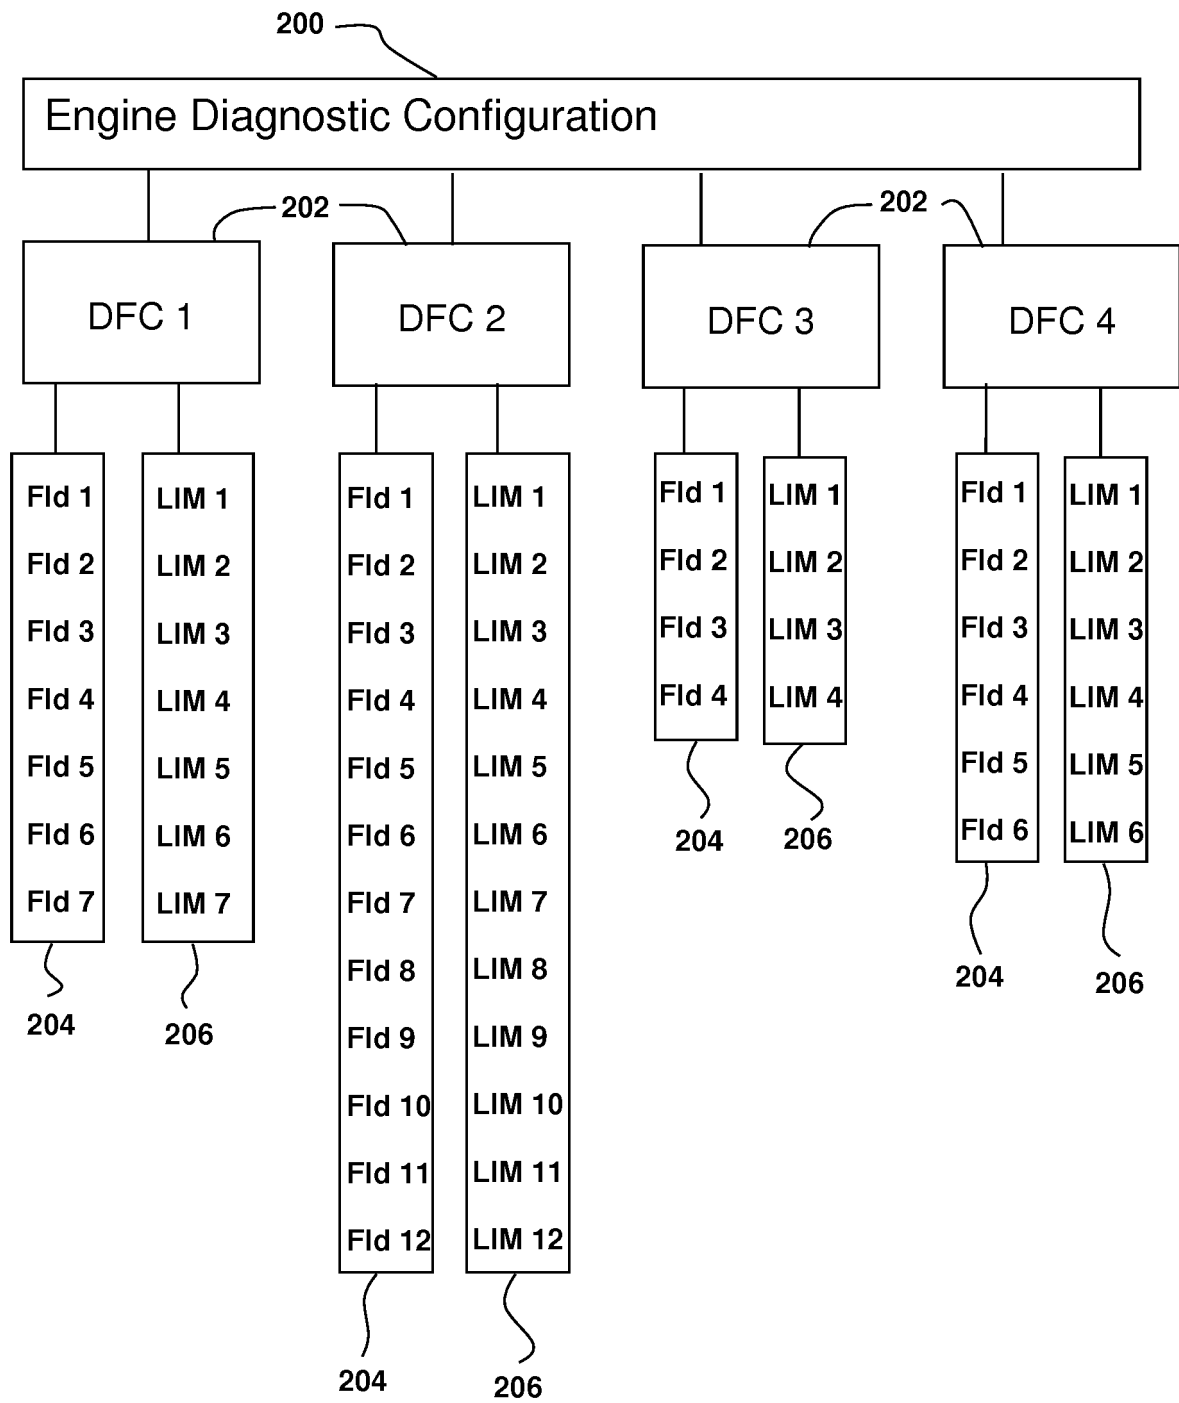 200
Engine Diagnostic Configuration
202
202
DFC 1
DFC 2
DFC 3
DFC 4
Fld 1
Fld 2
Fld 3
Fld 4
Fld 5
Fld 6
Fld 7
204
LIM 1
LIM 2
LIM 3
LIM 4
LIM 5
LIM 6
LIM 7
206
Fld 1
Fld 2
Fld 3
Fld 4
Fld 5
Fld 6
Fld 7
Fld 8
Fld 9
Fld 10
Fld 11
Fld 12
204
LIM 1
LIM 2
LIM 3
LIM 4
LIM 5
LIM 6
LIM 7
LIM 8
LIM 9
LIM 10
LIM 11
LIM 12
206
Fld 1
Fld 2
Fld 3
Fld 4
204
LIM 1
LIM 2
LIM 3
LIM 4
206
Fld 1
Fld 2
Fld 3
Fld 4
Fld 5
Fld 6
204
LIM 1
LIM 2
LIM 3
LIM 4
LIM 5
LIM 6
206